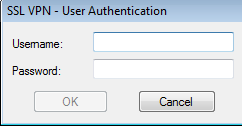 SSL VPN - User Authentication
Username:
Password:
OK Cancel